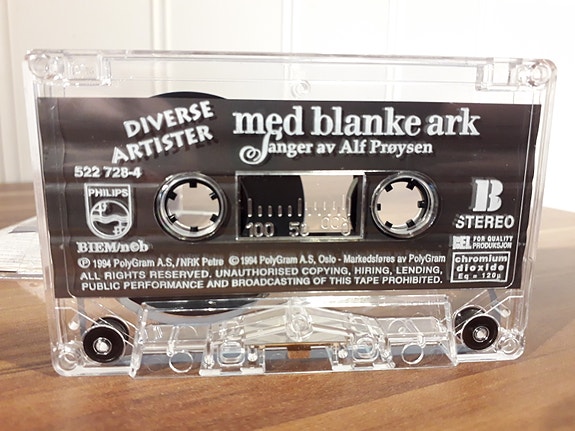 DIVERSE
ARTISTER
med blanke ark
Sanger av Alf Prøysen
522 728-4
PHILIPS
BIEM/n©b
100 50
B
STEREO
FOR QUALITY
PRODUKSJON
chromium
dioxide
Eq = 120µ
℗ 1994 PolyGram A.S./NRK Petre © 1994 PolyGram A.S, Oslo - Markedsføres av PolyGram
ALL RIGHTS RESERVED. UNAUTHORISED COPYING, HIRING, LENDING,
PUBLIC PERFORMANCE AND BROADCASTING OF THIS TAPE PROHIBITED.